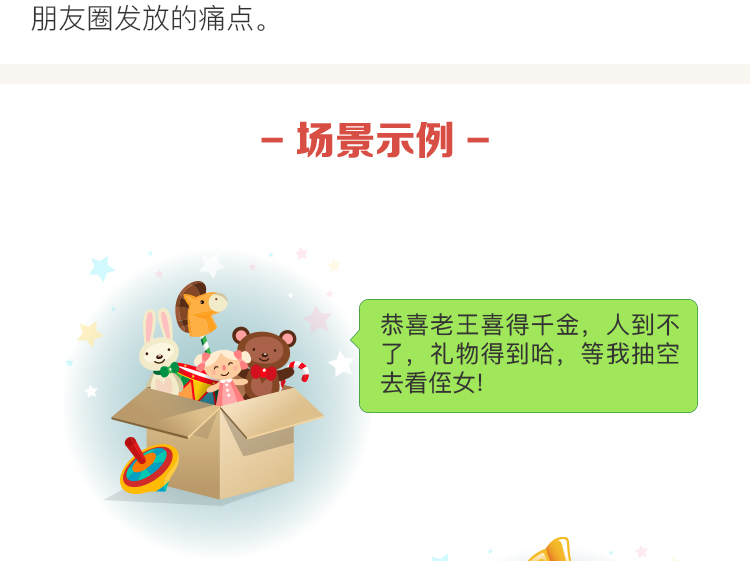 朋友圈发放的痛点。
– 场景示例 –
恭喜老王喜得千金，人到不
了，礼物得到哈，等我抽空
去看侄女!